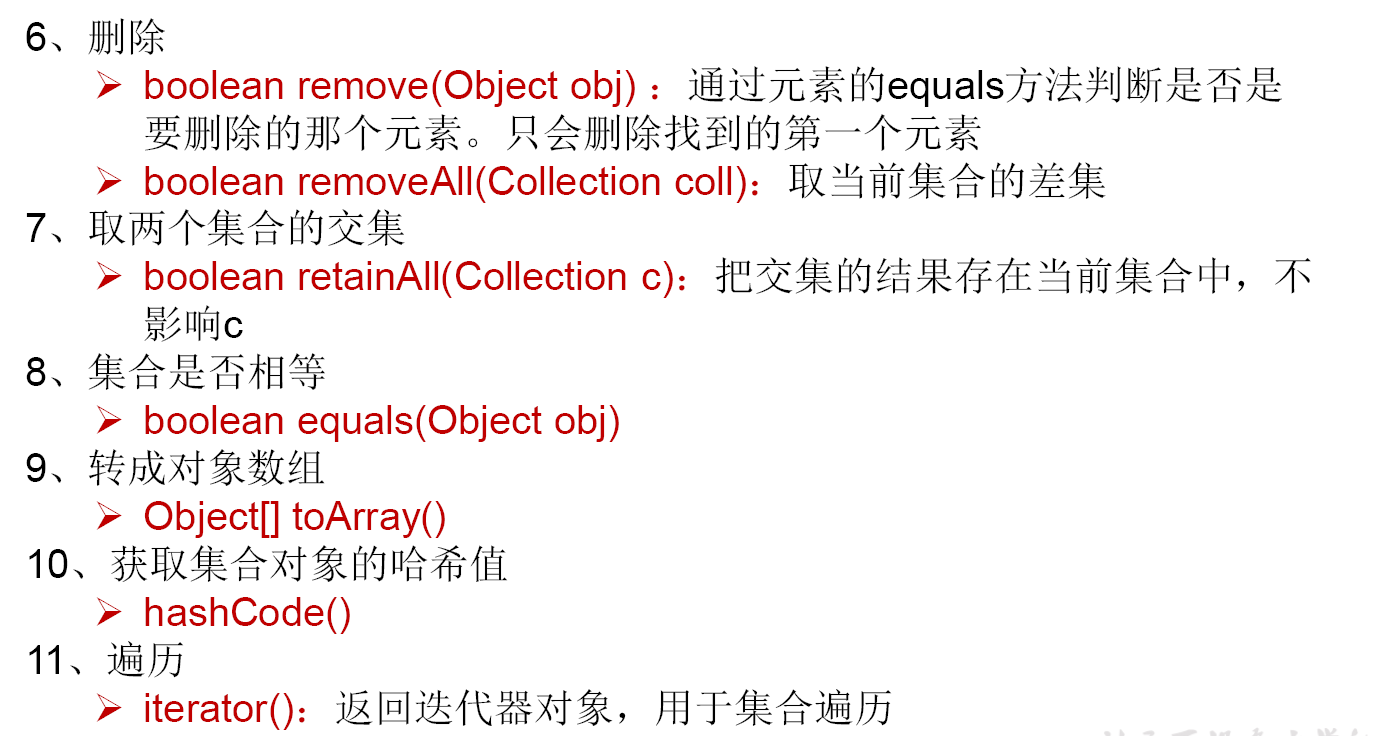 6、删除
➢ boolean remove(Object obj) ：通过元素的equals方法判断是否是
要删除的那个元素。只会删除找到的第一个元素
➢ boolean removeAll(Collection coll)：取当前集合的差集
7、取两个集合的交集
➢ boolean retainAll(Collection c)：把交集的结果存在当前集合中，不
影响c
8、集合是否相等
➢ boolean equals(Object obj)
9、转成对象数组
➢ Object[] toArray()
10、获取集合对象的哈希值
➢ hashCode()
11、遍历
➢ iterator()：返回迭代器对象，用于集合遍历